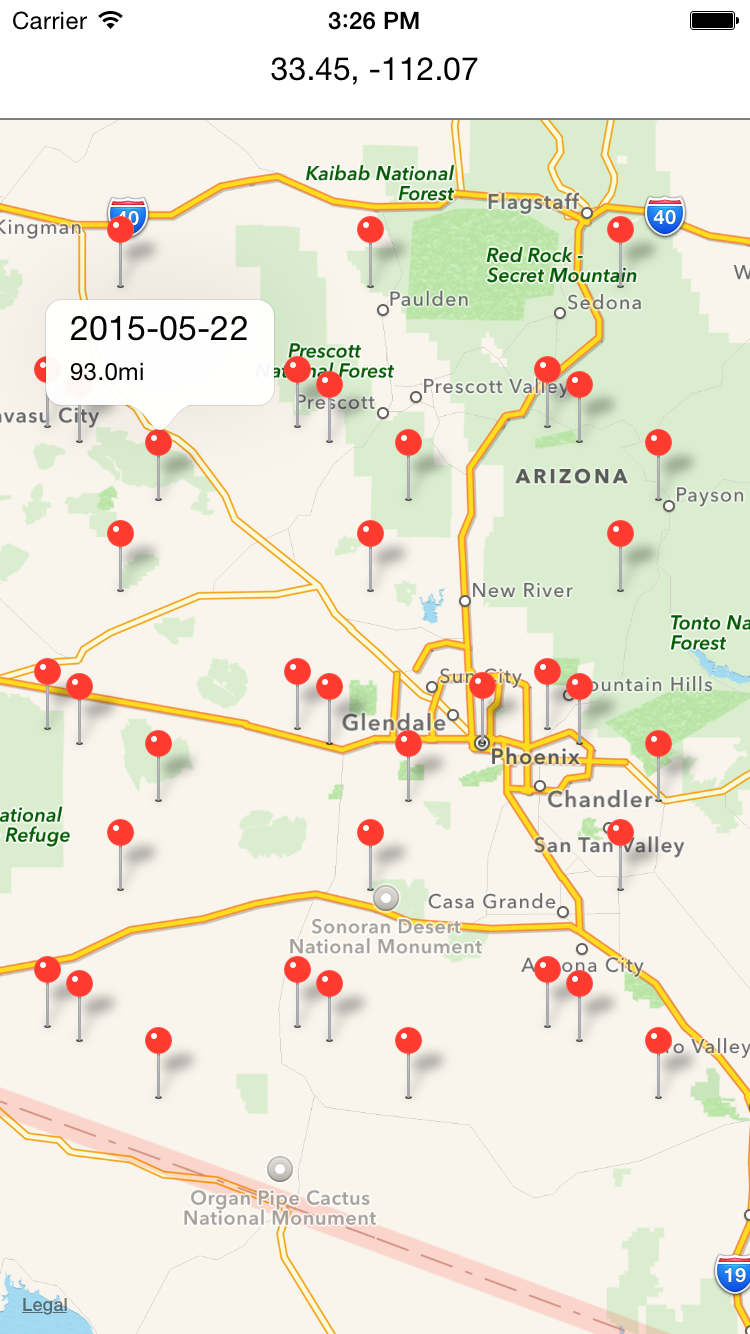 Carrier
3:26 PM
33.45, -112.07
Kaibab National
Forest
Flagstaff
40
40
Kingman
Red Rock -
Secret Mountain
Paulden
Sedona
2015-05-22
93.0mi
Prescott
National Forest
Prescott Valley
Prescott
avasu City
ARIZONA
Payson
New River
Tonto Na
Forest
Sun City
ountain Hills
Glendale
Phoenix
Chandler
ational
Refuge
San Tan Valley
Casa Grande
Sonoran Desert
National Monument
City
o Valley
Organ Pipe Cactus
National Monument
19
Legal